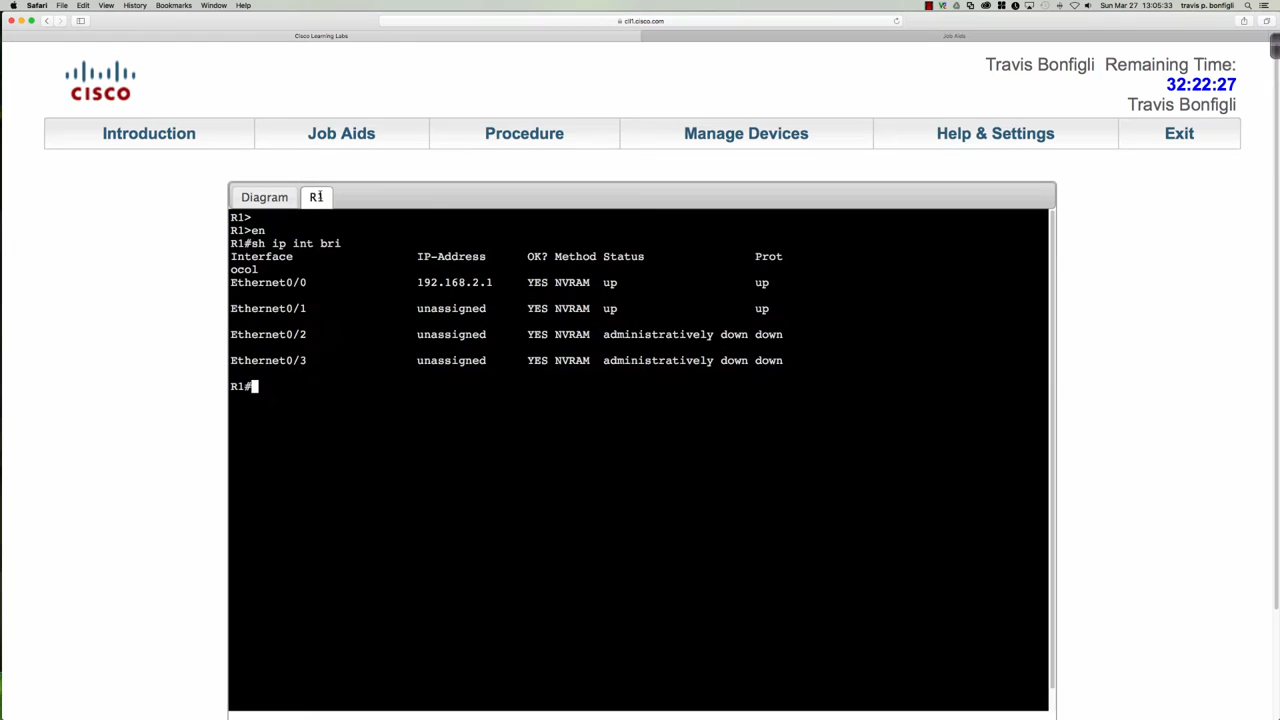 Safari File Edit View History Bookmarks Window Help Sun Mar 27 13:05:33 travis p. bonfigli
cll1.cisco.com
Cisco Learning Labs Job Aids
Travis Bonfigli Remaining Time:
32:22:27
Travis Bonfigli
CISCO
Introduction Job Aids Procedure Manage Devices Help & Settings Exit
Diagram R1
R1>
R1>en
R1#sh ip int bri
Interface IP-Address OK? Method Status Prot
ocol
Ethernet0/0 192.168.2.1 YES NVRAM up up
Ethernet0/1 unassigned YES NVRAM up up
Ethernet0/2 unassigned YES NVRAM administratively down down
Ethernet0/3 unassigned YES NVRAM administratively down down
R1#